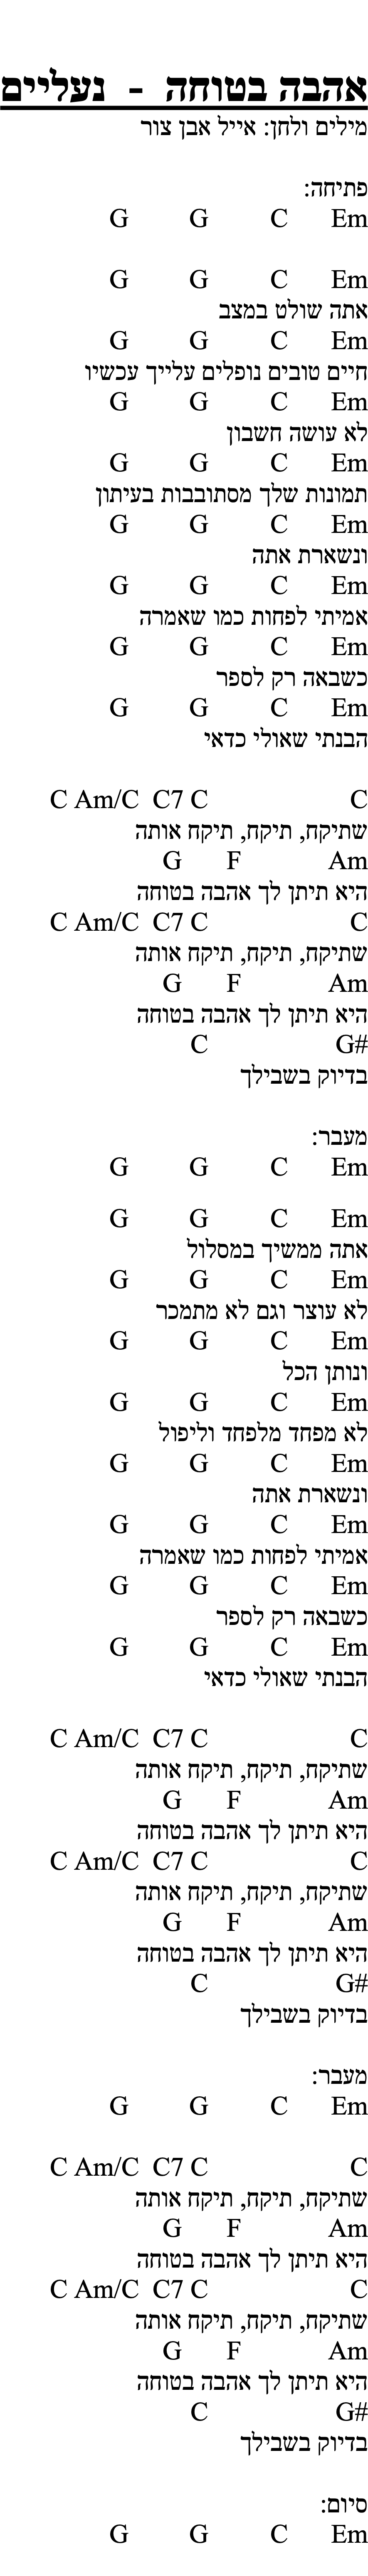 אהבה בטוחה - נעליים
מילים ולחן: אייל אבן צור
פתיחה:
Em C G G
Em C G G
אתה שולט במצב
Em C G G
חיים טובים נופלים עלייך עכשיו
Em C G G
לא עושה חשבון
Em C G G
תמונות שלך מסתובבות בעיתון
Em C G G
ונשארת אתה
Em C G G
אמיתי לפחות כמו שאמרה
Em C G G
כשבאה רק לספר
Em C G G
הבנתי שאולי כדאי
C C7 C C Am/C
שתיקח, תיקח, תיקח אותה
Am F G
היא תיתן לך אהבה בטוחה
C C7 C C Am/C
שתיקח, תיקח, תיקח אותה
Am F G
היא תיתן לך אהבה בטוחה
G# C
בדיוק בשבילך
מעבר:
Em C G G
Em C G G
אתה ממשיך במסלול
Em C G G
לא עוצר וגם לא מתמכר
Em C G G
ונותן הכל
Em C G G
לא מפחד מלפחד וליפול
Em C G G
ונשארת אתה
Em C G G
אמיתי לפחות כמו שאמרה
Em C G G
כשבאה רק לספר
Em C G G
הבנתי שאולי כדאי
C C7 C C Am/C
שתיקח, תיקח, תיקח אותה
Am F G
היא תיתן לך אהבה בטוחה
C C7 C C Am/C
שתיקח, תיקח, תיקח אותה
Am F G
היא תיתן לך אהבה בטוחה
G# C
בדיוק בשבילך
מעבר:
Em C G G
C C7 C C Am/C
שתיקח, תיקח, תיקח אותה
Am F G
היא תיתן לך אהבה בטוחה
C C7 C C Am/C
שתיקח, תיקח, תיקח אותה
Am F G
היא תיתן לך אהבה בטוחה
G# C
בדיוק בשבילך
סיום:
Em C G G